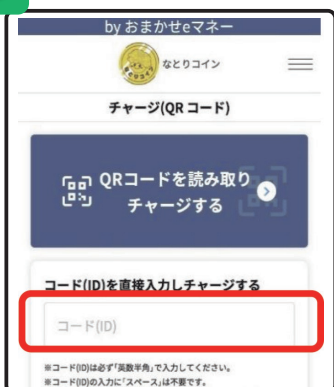 by おまかせeマネー
なとりコイン
チャージ(QRコード)
QRコードを読み取り
チャージする
コード(ID)を直接入力しチャージする
コード(ID)
※コード(ID)は必ず「英数半角」で入力してください。
※コード(ID)の入力に「スペース」は不要です。